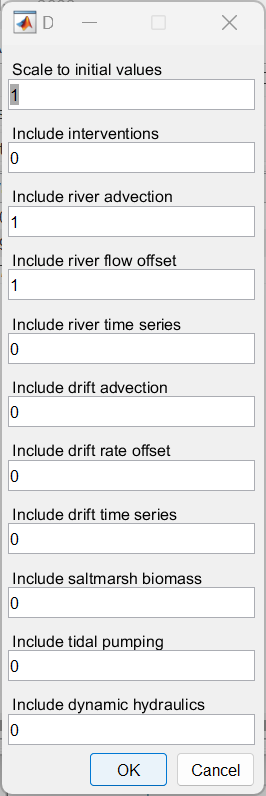 D
Scale to initial values
1
Include interventions
0
Include river advection
1
Include river flow offset
1
Include river time series
0
Include drift advection
0
Include drift rate offset
0
Include drift time series
0
Include saltmarsh biomass
0
Include tidal pumping
0
Include dynamic hydraulics
0
OK Cancel